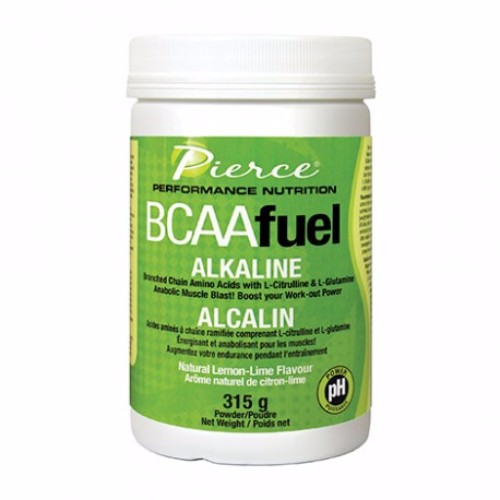 Pierce®
PERFORMANCE NUTRITION
BCAAfuel
ALKALINE
Branched Chain Amino Acids with L-Citrulline & L-Glutamine
Anabolic Muscle Blast! Boost your Work-out Power
ALCALIN
Acides aminés à chaîne ramifiée comprenant L-citrulline et L-glutamine
Énergisant et anabolisant pour les muscles!
Augmentez votre endurance pendant l'entraînement
Natural Lemon-Lime Flavour
Arôme naturel de citron-lime
315 g
Powder/Poudre
Net Weight / Poids net
POWER
pH